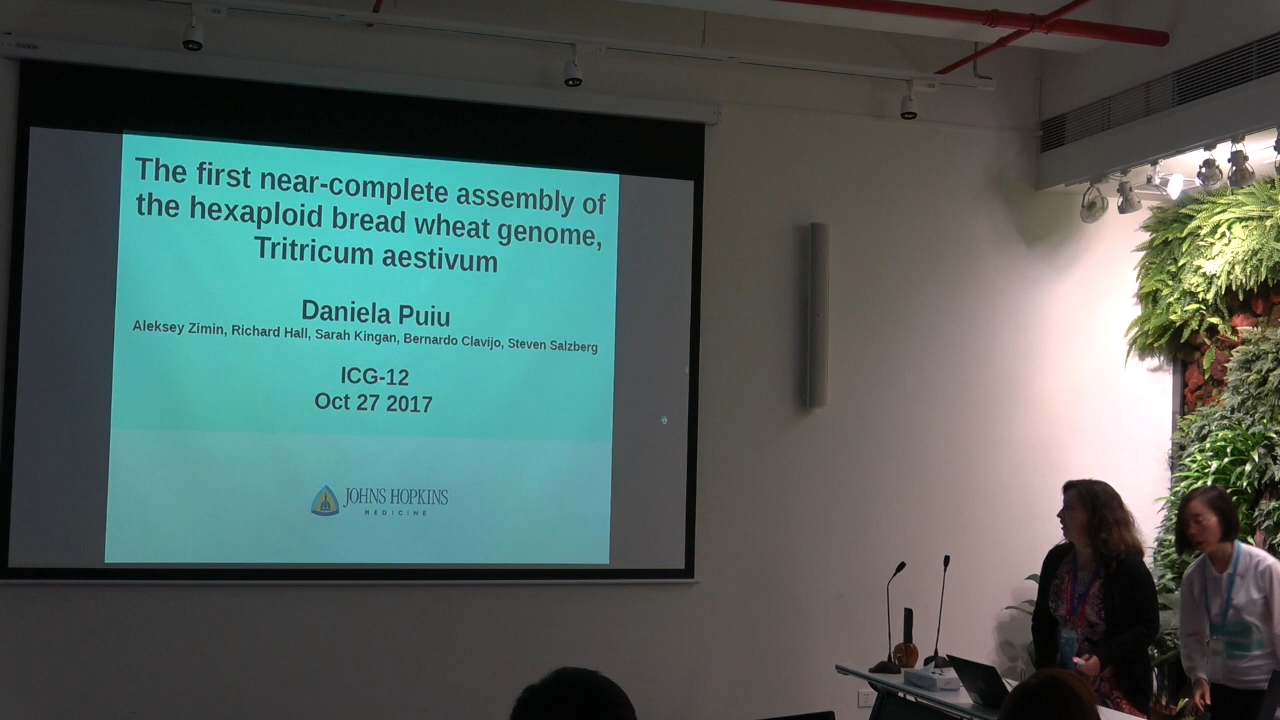 The first near-complete assembly of
the hexaploid bread wheat genome,
Tritricum aestivum
Daniela Puiu
Aleksey Zimin, Richard Hall, Sarah Kingan, Bernardo Clavijo, Steven Salzberg
ICG-12
Oct 27 2017
JOHNS HOPKINS
MEDICINE